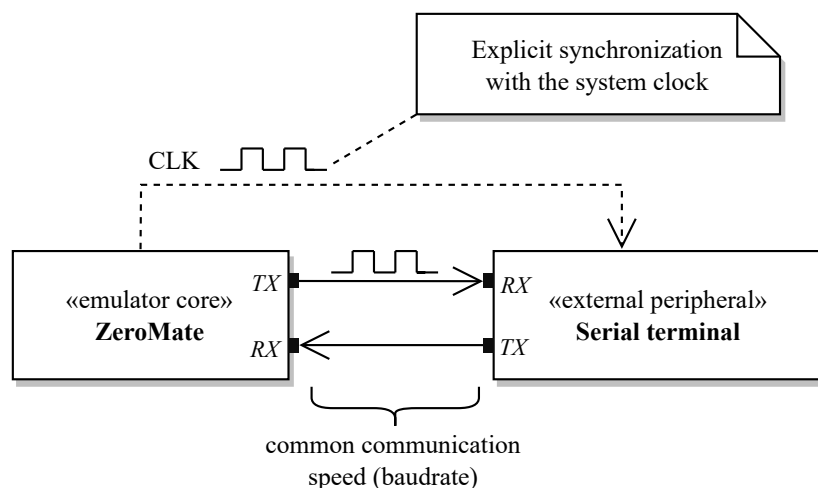 Explicit synchronization
with the system clock
CLK
TX
RX
«emulator core»
ZeroMate
«external peripheral»
Serial terminal
RX
TX
common communication
speed (baudrate)